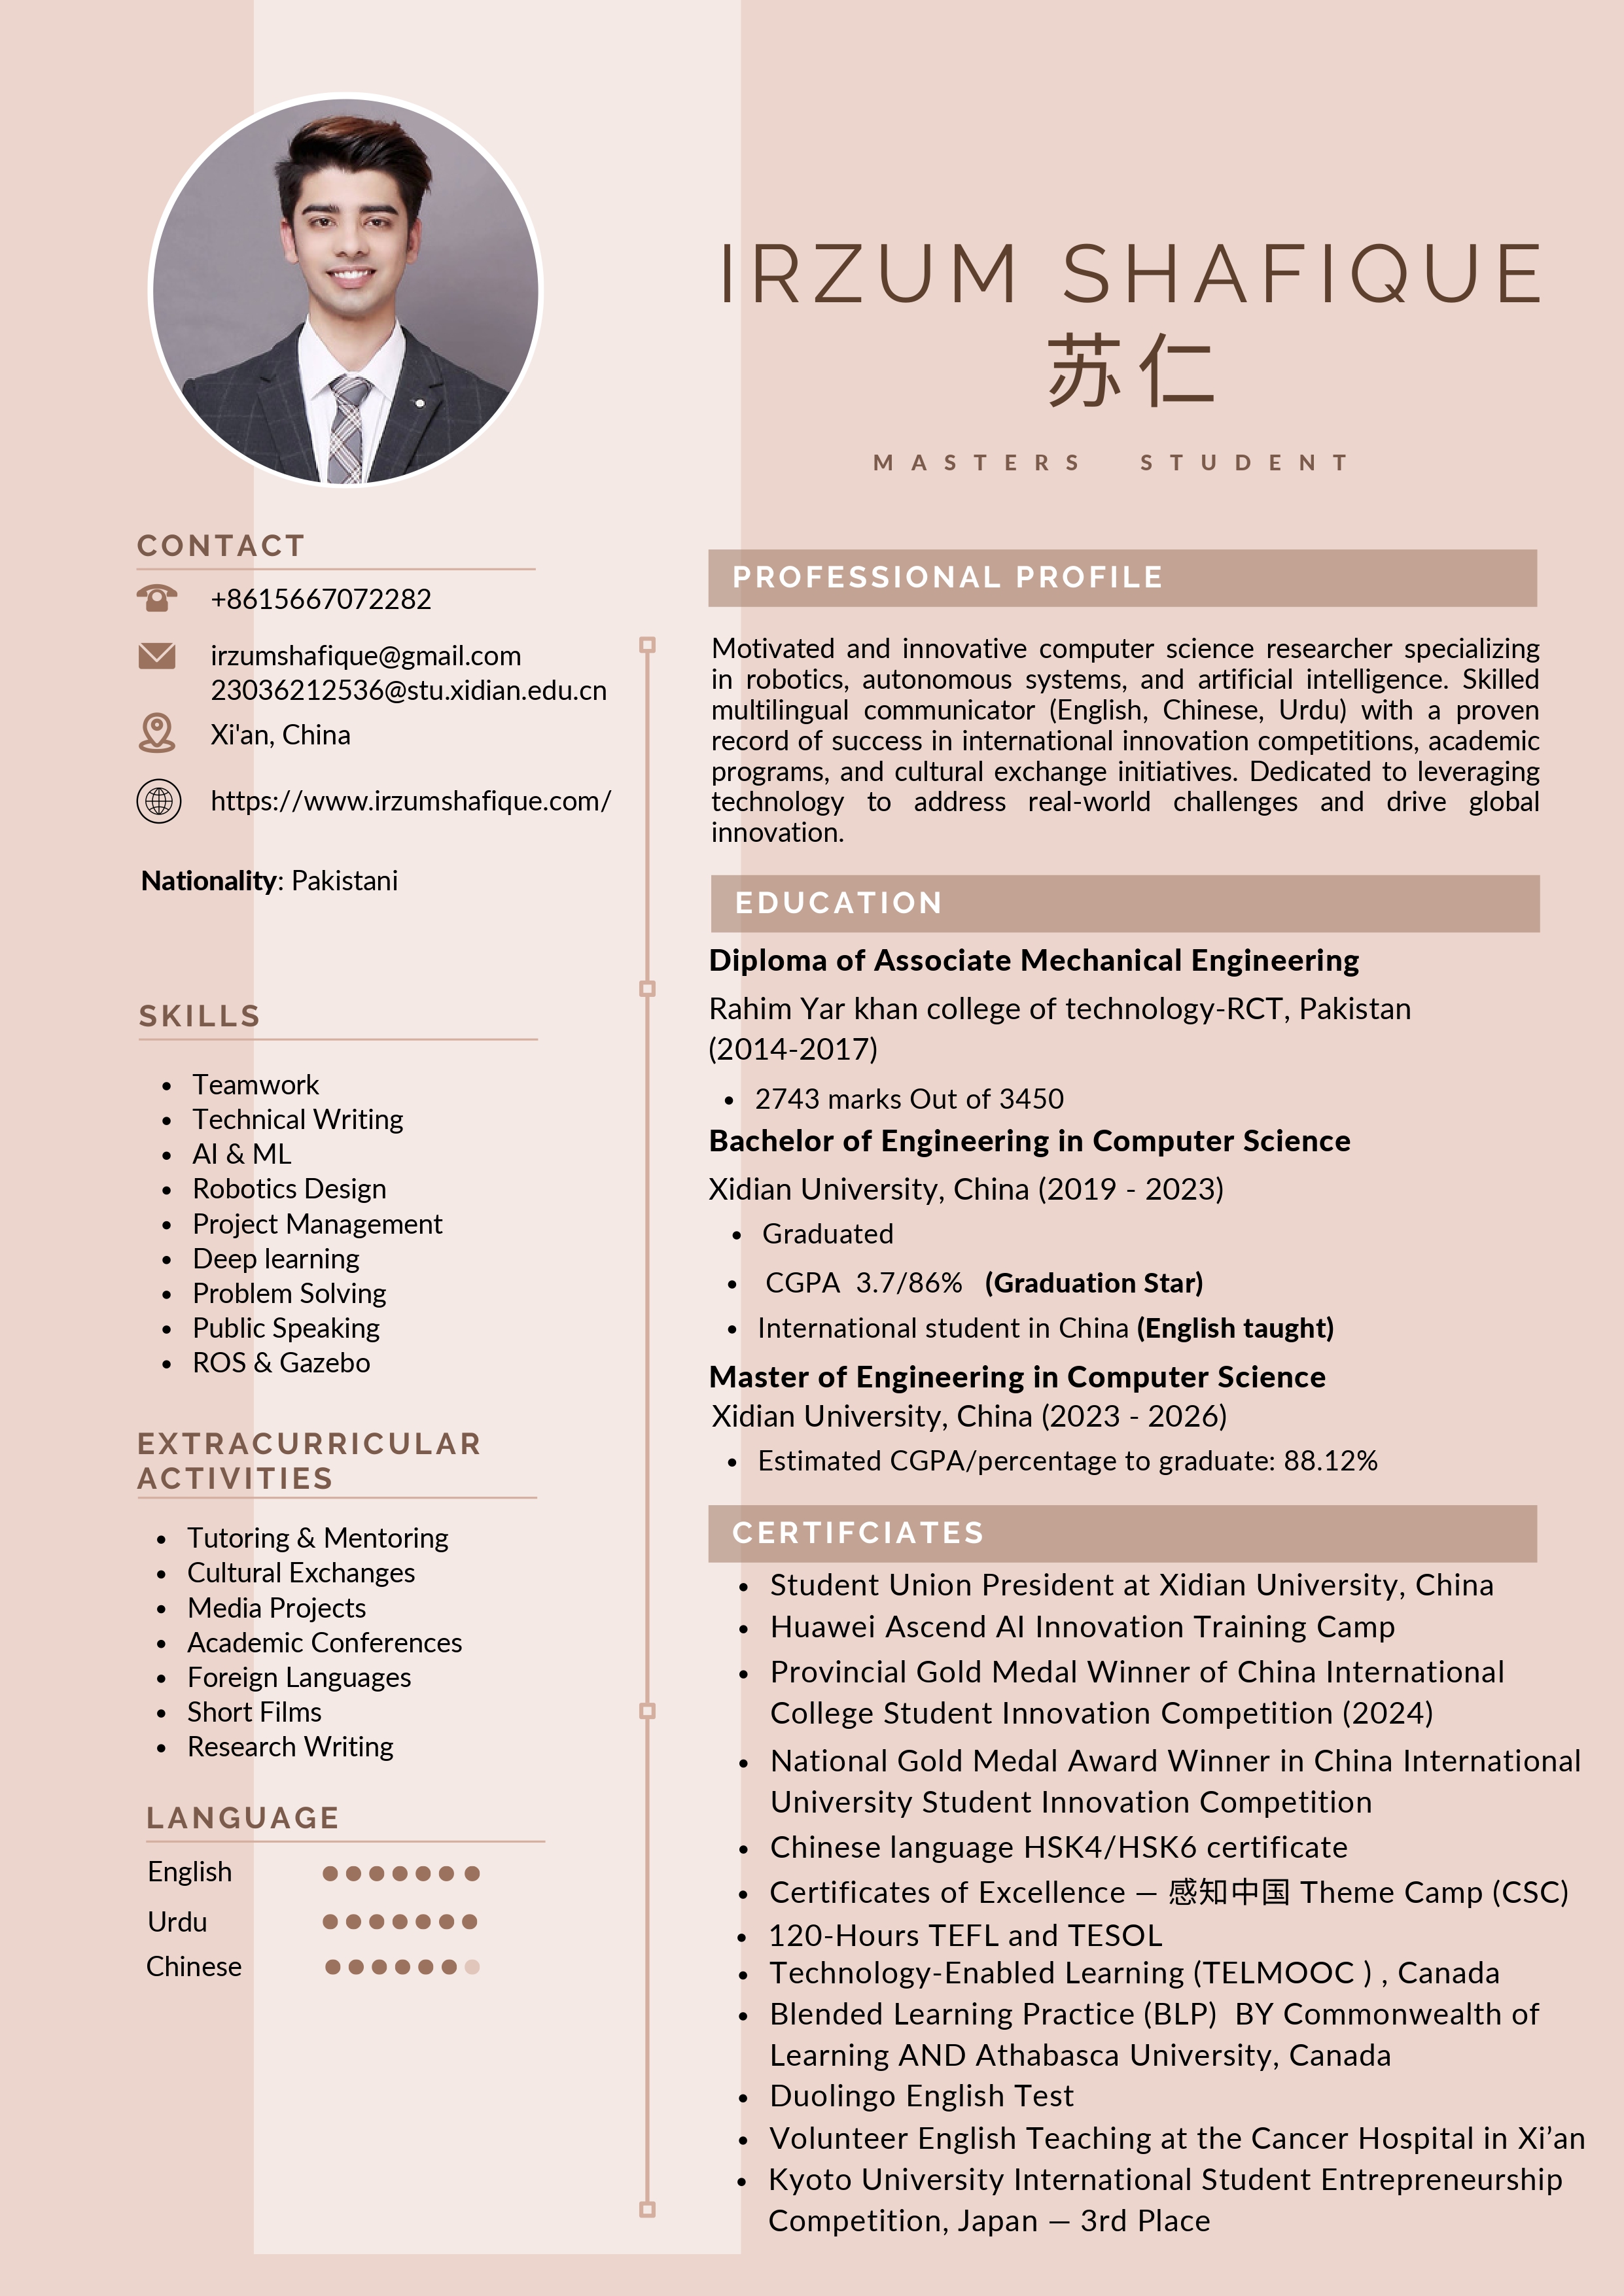 IRZUM SHAFIQUE
苏仁
MASTERS STUDENT
CONTACT
+8615667072282
irzumshafique@gmail.com
23036212536@stu.xidian.edu.cn
Xi'an, China
https://www.irzumshafique.com/
Nationality: Pakistani
SKILLS
• Teamwork
• Technical Writing
• AI & ML
• Robotics Design
• Project Management
• Deep learning
• Problem Solving
• Public Speaking
• ROS & Gazebo
EXTRACURRICULAR
ACTIVITIES
• Tutoring & Mentoring
• Cultural Exchanges
• Media Projects
• Academic Conferences
• Foreign Languages
• Short Films
• Research Writing
LANGUAGE
English
Urdu
Chinese
PROFESSIONAL PROFILE
Motivated and innovative computer science researcher specializing
in robotics, autonomous systems, and artificial intelligence. Skilled
multilingual communicator (English, Chinese, Urdu) with a proven
record of success in international innovation competitions, academic
programs, and cultural exchange initiatives. Dedicated to leveraging
technology to address real-world challenges and drive global
innovation.
EDUCATION
Diploma of Associate Mechanical Engineering
Rahim Yar khan college of technology-RCT, Pakistan
(2014-2017)
• 2743 marks Out of 3450
Bachelor of Engineering in Computer Science
Xidian University, China (2019 - 2023)
• Graduated
• CGPA 3.7/86% (Graduation Star)
• International student in China (English taught)
Master of Engineering in Computer Science
Xidian University, China (2023 - 2026)
• Estimated CGPA/percentage to graduate: 88.12%
CERTIFCIATES
• Student Union President at Xidian University, China
• Huawei Ascend AI Innovation Training Camp
• Provincial Gold Medal Winner of China International
College Student Innovation Competition (2024)
• National Gold Medal Award Winner in China International
University Student Innovation Competition
• Chinese language HSK4/HSK6 certificate
• Certificates of Excellence — 感知中国 Theme Camp (CSC)
• 120-Hours TEFL and TESOL
• Technology-Enabled Learning (TELMOOC ) , Canada
• Blended Learning Practice (BLP) BY Commonwealth of
Learning AND Athabasca University, Canada
• Duolingo English Test
• Volunteer English Teaching at the Cancer Hospital in Xi’an
• Kyoto University International Student Entrepreneurship
Competition, Japan — 3rd Place